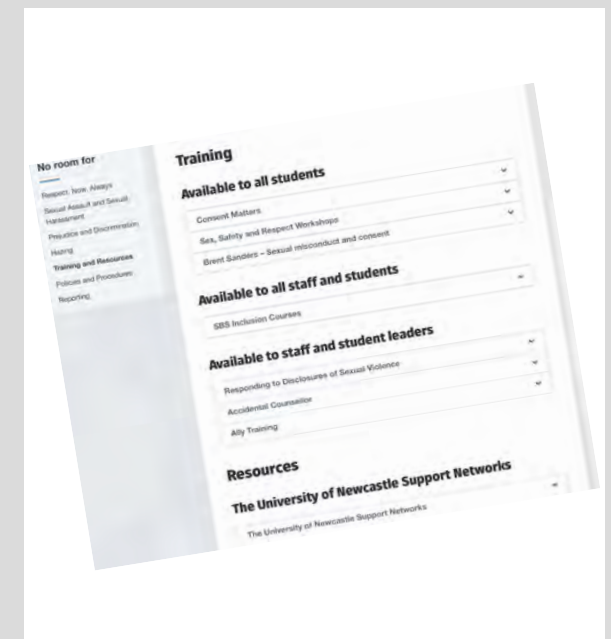 No room for
Respect. Now. Always
Sexual Assault and Sexual
Harassment
Prejudice and Discrimination
Hazing
Training and Resources
Policies and Procedures
Reporting
Training
Available to all students
Consent Matters
Sex, Safety and Respect Workshops
Brent Sanders – Sexual misconduct and consent
Available to all staff and students
SBS Inclusion Courses
Available to staff and student leaders
Responding to Disclosures of Sexual Violence
Accidental Counsellor
Ally Training
Resources
The University of Newcastle Support Networks
The University of Newcastle Support Networks